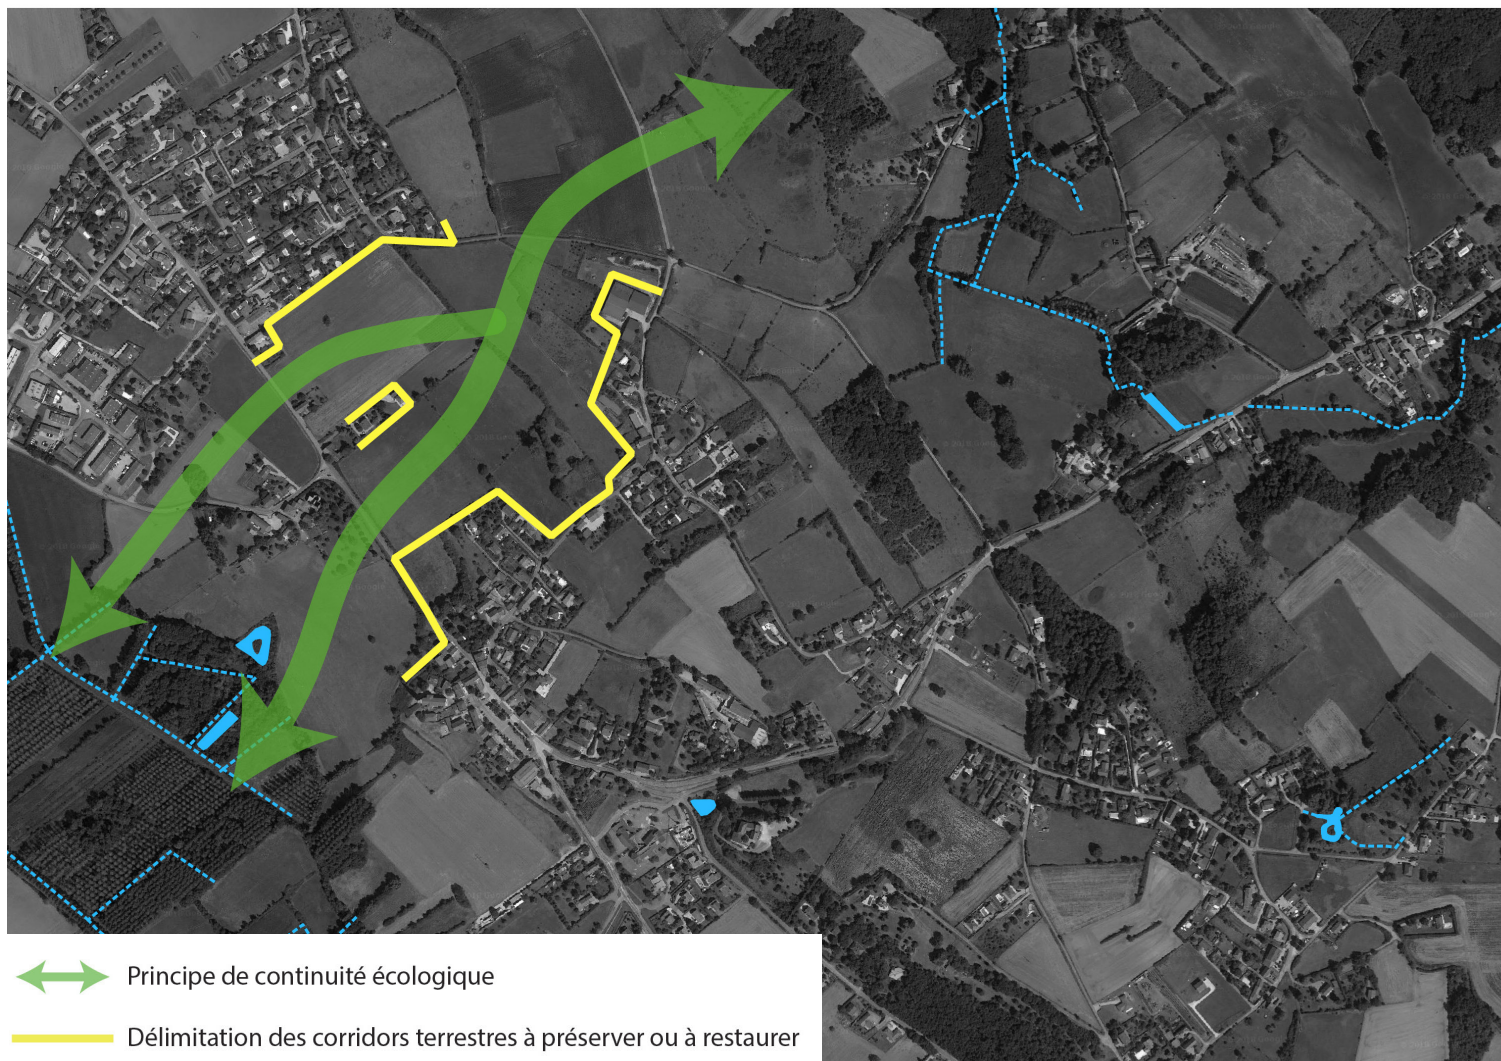 Principe de continuité écologique
Délimitation des corridors terrestres à préserver ou à restaurer